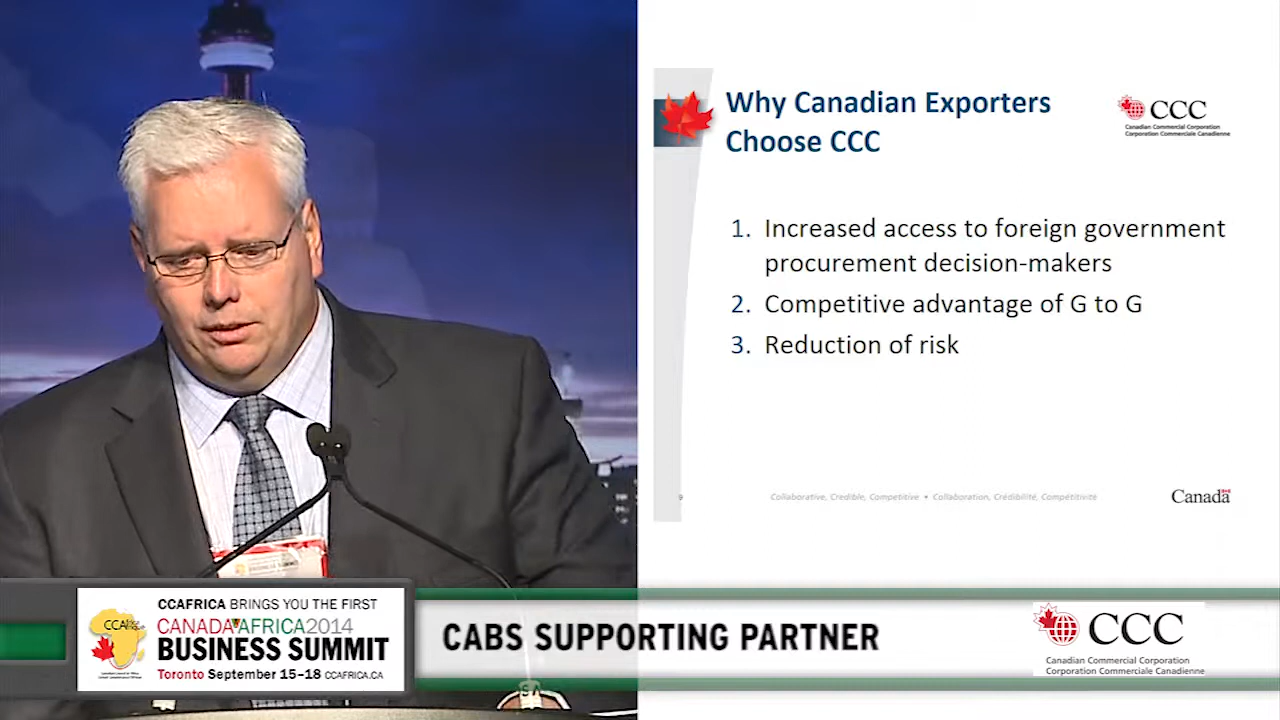 Why Canadian Exporters
Choose CCC
CCC
Canadian Commercial Corporation
Corporation Commerciale Canadienne
1. Increased access to foreign government
procurement decision-makers
2. Competitive advantage of G to G
3. Reduction of risk
9
Collaborative, Credible, Competitive • Collaboration, Crédibilité, Compétitivité
Canada
CCAFRICA BRINGS YOU THE FIRST
CANADA AFRICA2014
BUSINESS SUMMIT
Toronto September 15–18 CCAFRICA.CA
CCAfrica
CABS SUPPORTING PARTNER
CCC
Canadian Commercial Corporation
Corporation Commerciale Canadienne